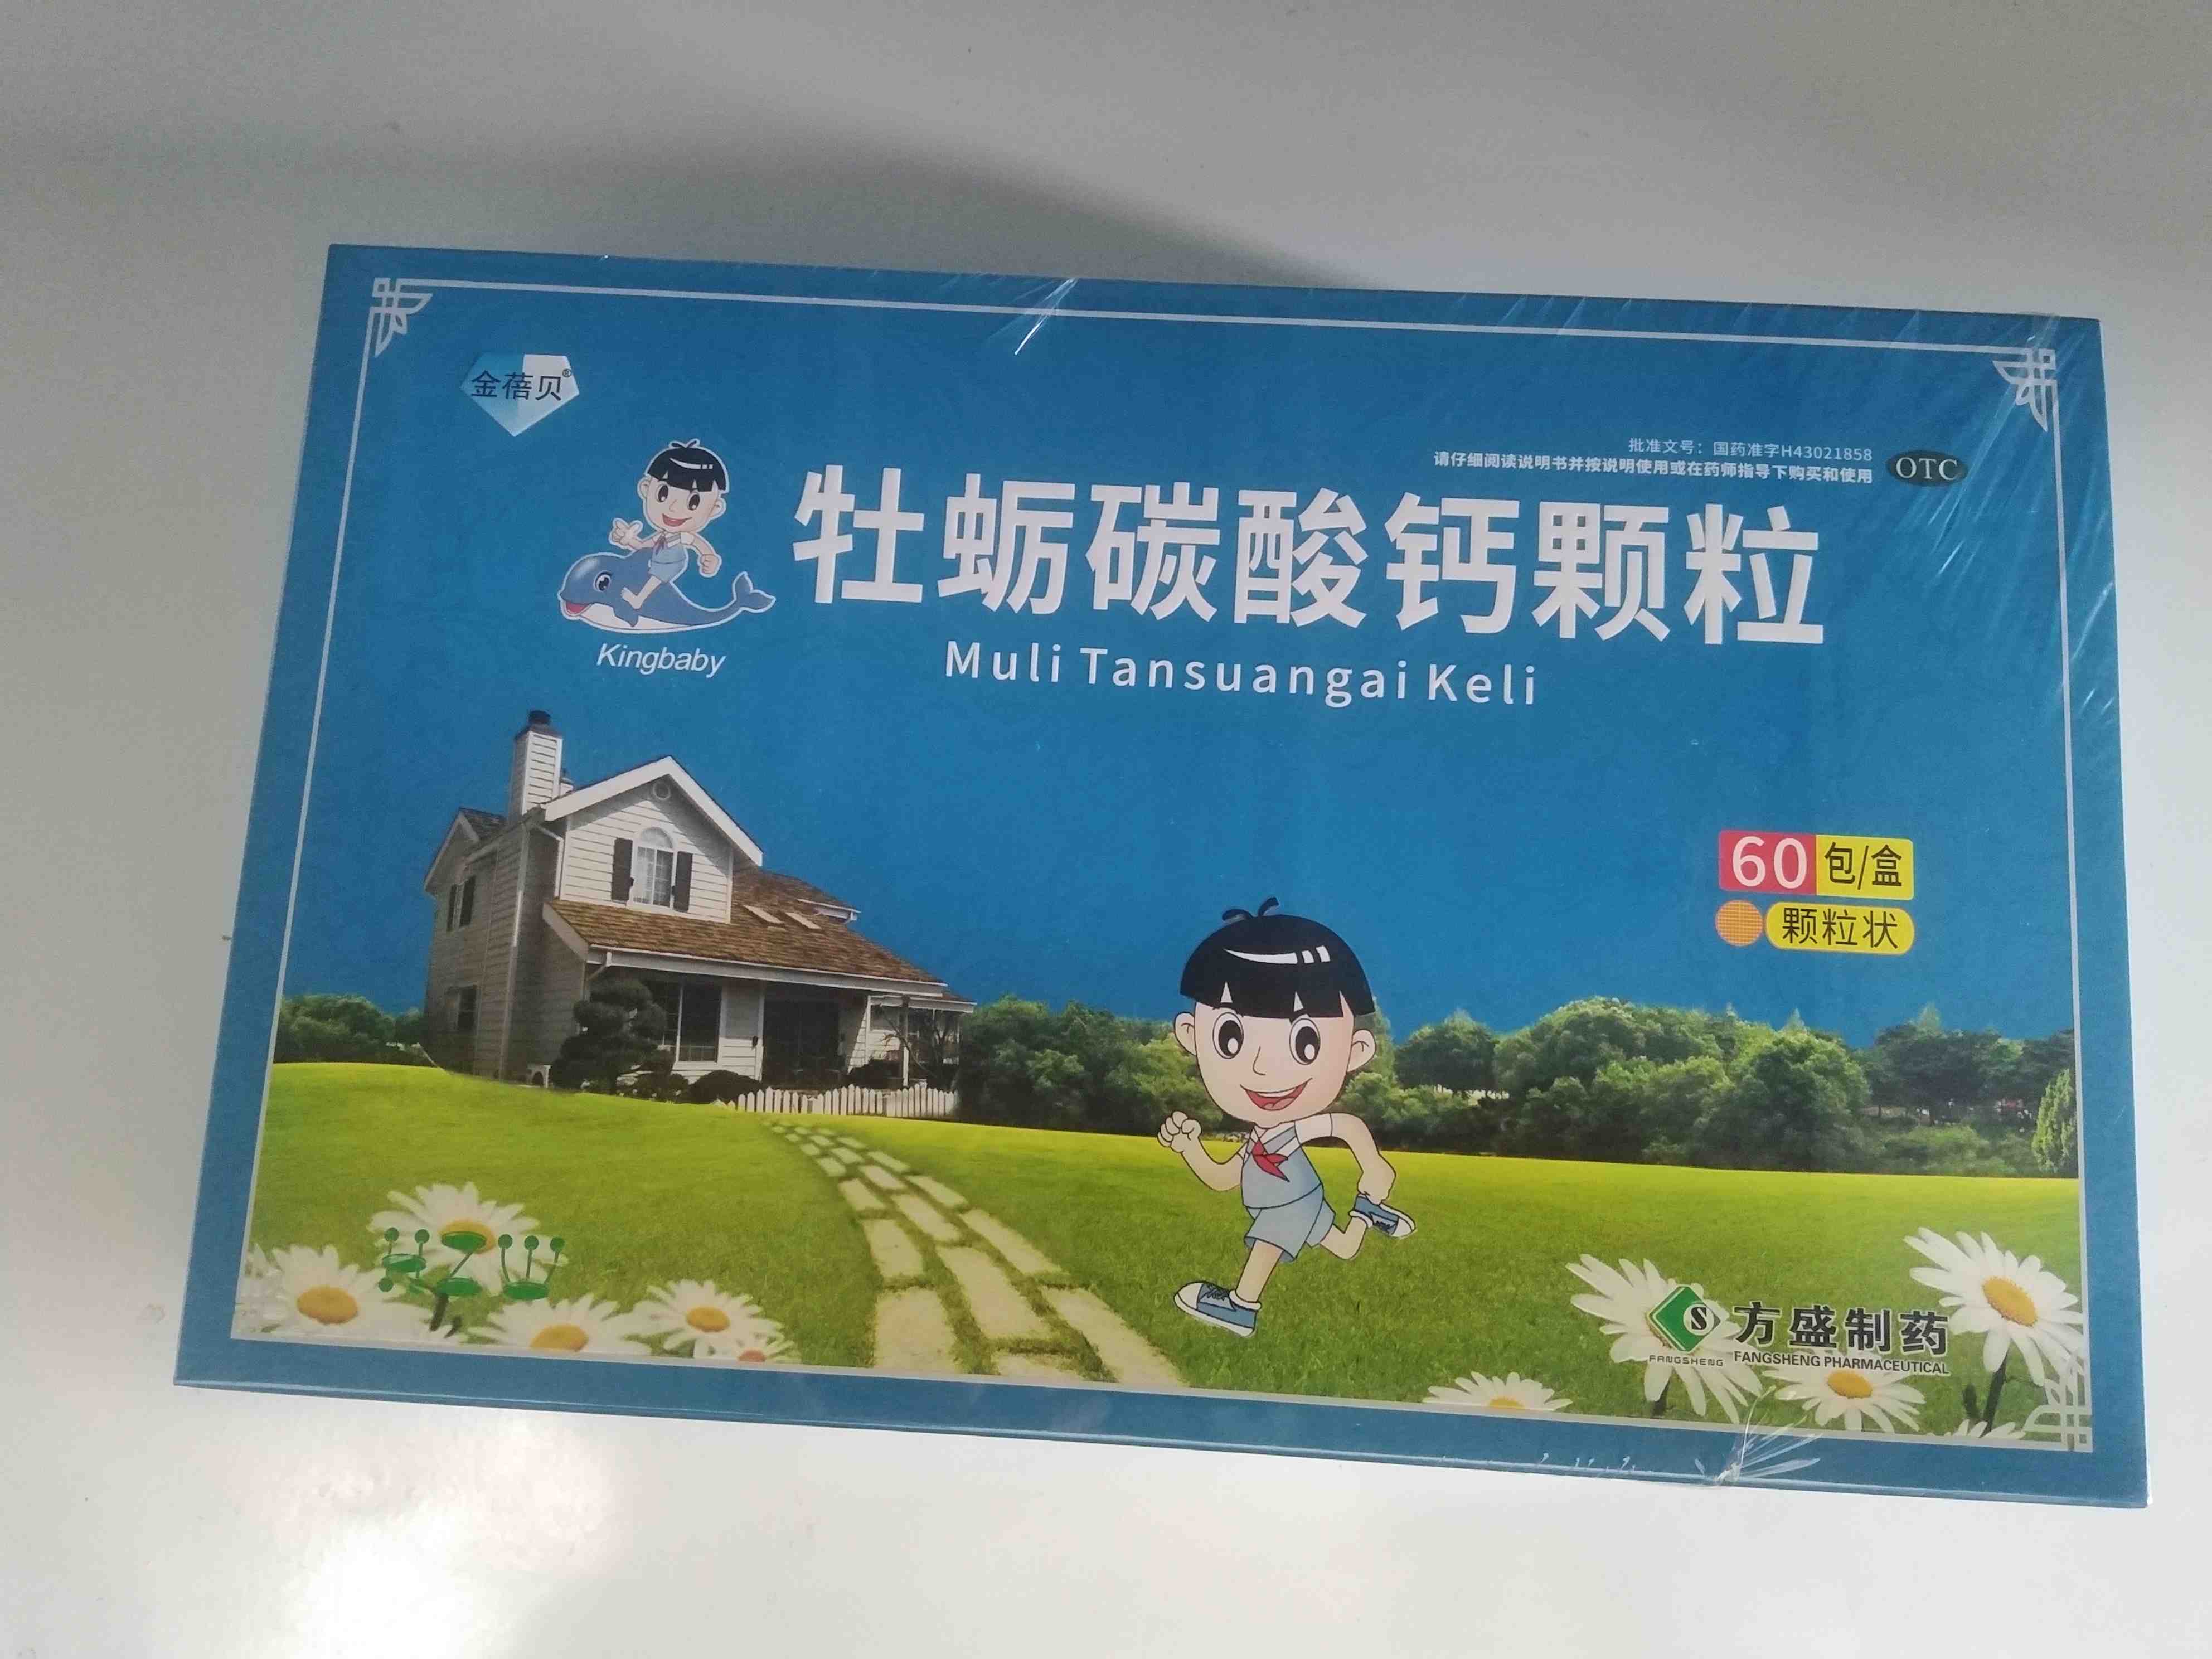 金蓓贝®
批准文号：国药准字H43021858
请仔细阅读说明书并按说明使用或在药师指导下购买和使用
OTC
牡蛎碳酸钙颗粒
Muli Tansuangai Keli
Kingbaby
60包/盒
颗粒状
S
FANGSHENG
方盛制药
FANGSHENG PHARMACEUTICAL